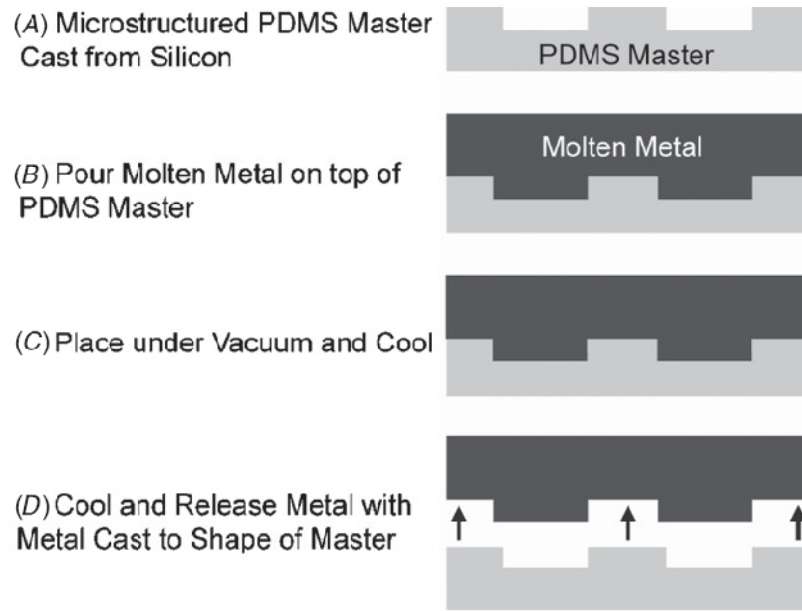 (A) Microstructured PDMS Master
Cast from Silicon
PDMS Master
(B) Pour Molten Metal on top of
PDMS Master
Molten Metal
(C) Place under Vacuum and Cool
(D) Cool and Release Metal with
Metal Cast to Shape of Master